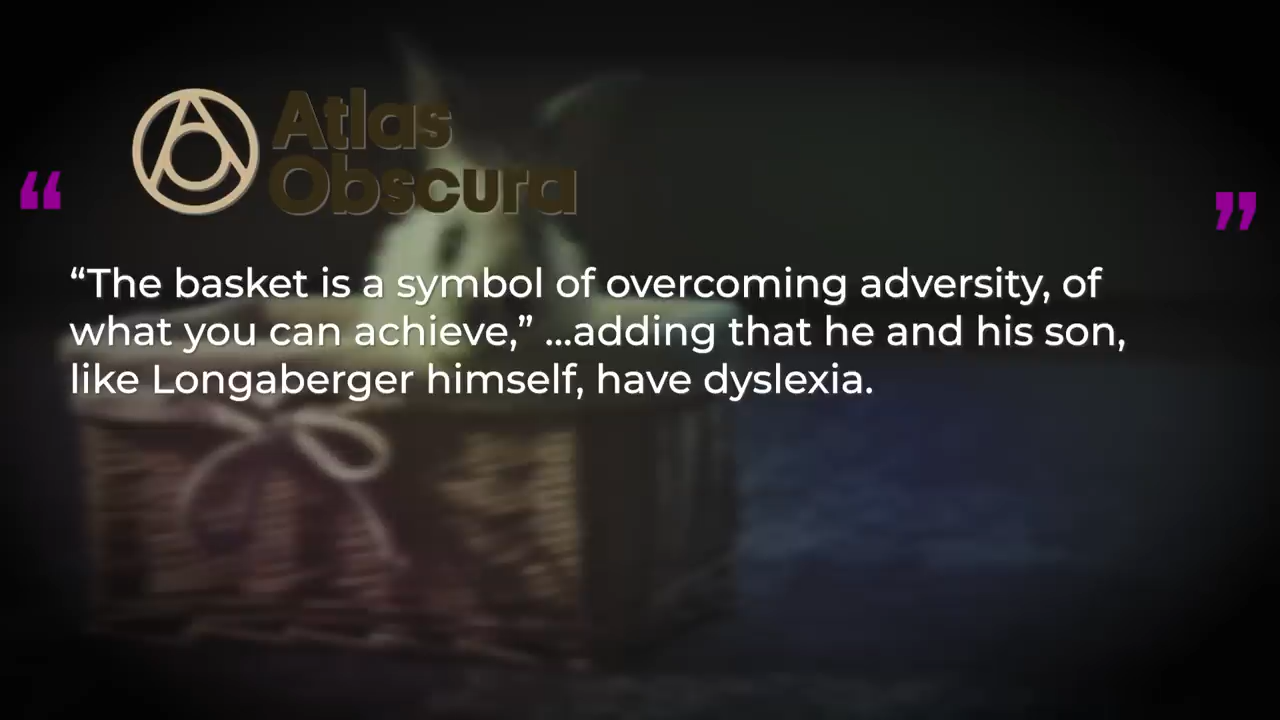 Atlas
Obscura
“
”
“The basket is a symbol of overcoming adversity, of
what you can achieve,” ...adding that he and his son,
like Longaberger himself, have dyslexia.